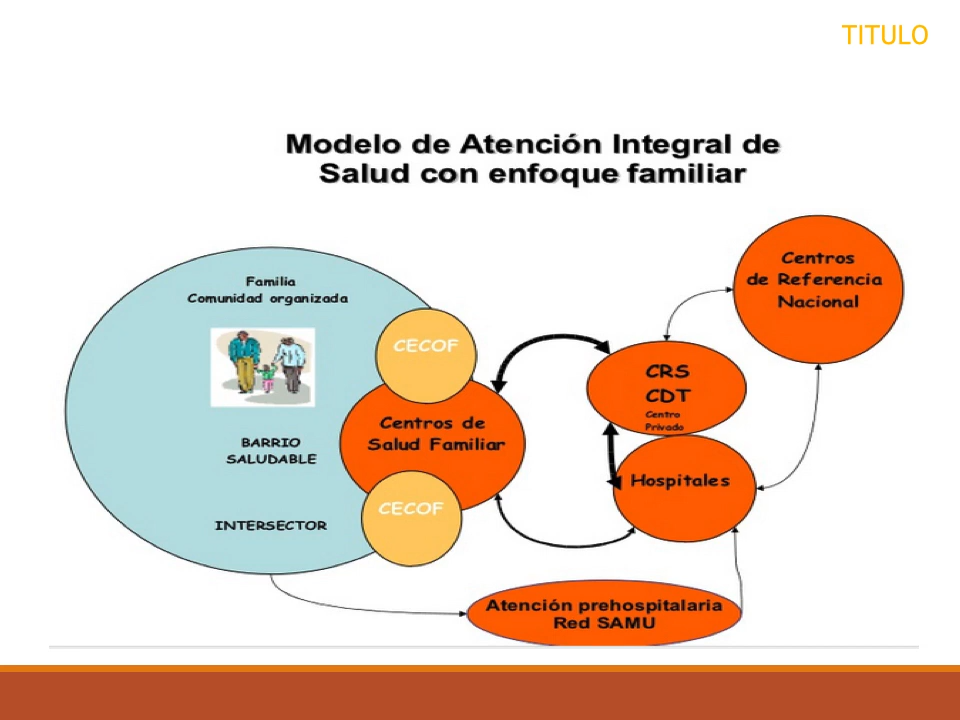 TITULO
Modelo de Atención Integral de
Salud con enfoque familiar
Familia
Comunidad organizada
BARRIO
SALUDABLE
INTERSECTOR
CECOF
Centros de
Salud Familiar
CECOF
CRS
CDT
Centro
Privado
Hospitales
Centros
de Referencia
Nacional
Atención prehospitalaria
Red SAMU